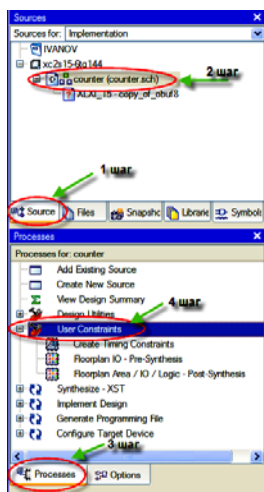 Sources
Sources for: Implementation
IVANOV
xc2s15-6tq144
counter (counter.sch)
2 шаг
XLXI_15 - copy_of_obuf8
1 шаг
Source Files Snapshc Librarie Symbols
Processes
Processes for: counter
Add Existing Source
Create New Source
View Design Summary
4 шаг
Design Utilities
User Constraints
Create Timing Constraints
Floorplan IO - Pre-Synthesis
Floorplan Area / IO / Logic - Post-Synthesis
Synthesize - XST
Implement Design
Generate Programming File
Configure Target Device
3 шаг
Processes Options